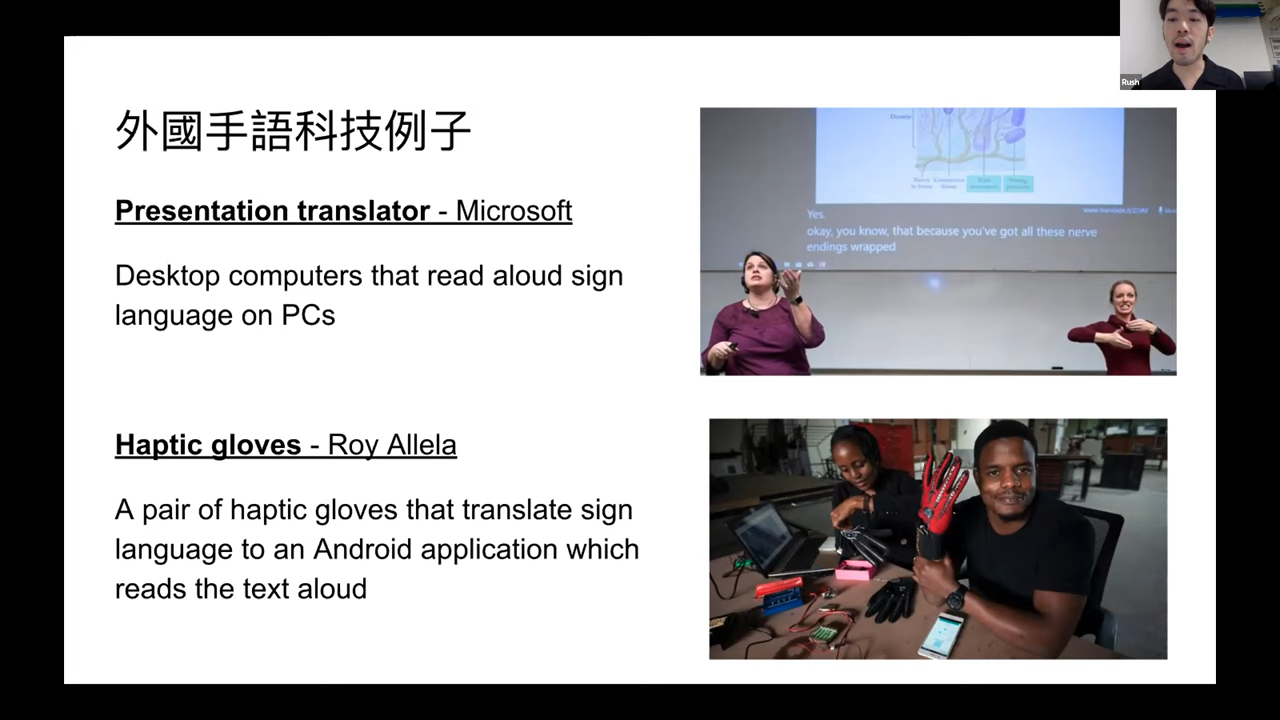 Rush
外國手語科技例子
Presentation translator - Microsoft
Desktop computers that read aloud sign
language on PCs
Yes.
okay, you know, that because you've got all these nerve
endings wrapped
Haptic gloves - Roy Allela
A pair of haptic gloves that translate sign
language to an Android application which
reads the text aloud